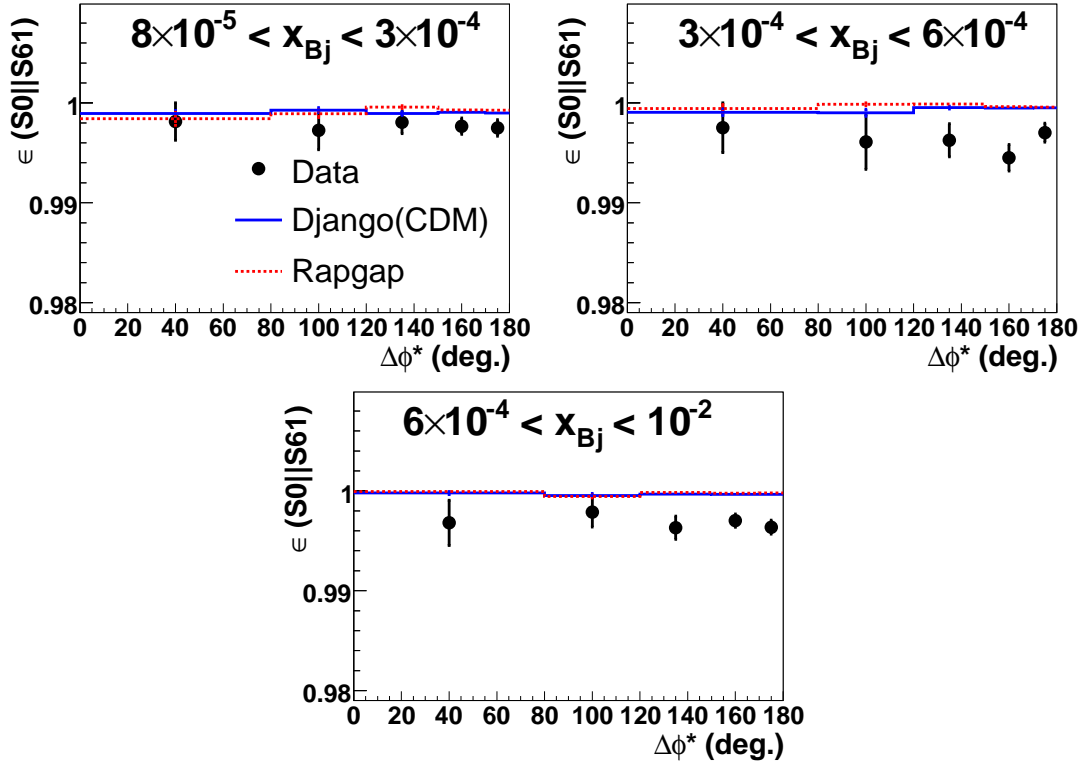 8×10⁻⁵ < x_Bj < 3×10⁻⁴
∈ (S0||S61)
1
0.99
0.98
Data
Django(CDM)
Rapgap
0 20 40 60 80 100 120 140 160 180
Δϕ* (deg.)
3×10⁻⁴ < x_Bj < 6×10⁻⁴
∈ (S0||S61)
1
0.99
0.98
0 20 40 60 80 100 120 140 160 180
Δϕ* (deg.)
6×10⁻⁴ < x_Bj < 10⁻²
∈ (S0||S61)
1
0.99
0.98
0 20 40 60 80 100 120 140 160 180
Δϕ* (deg.)